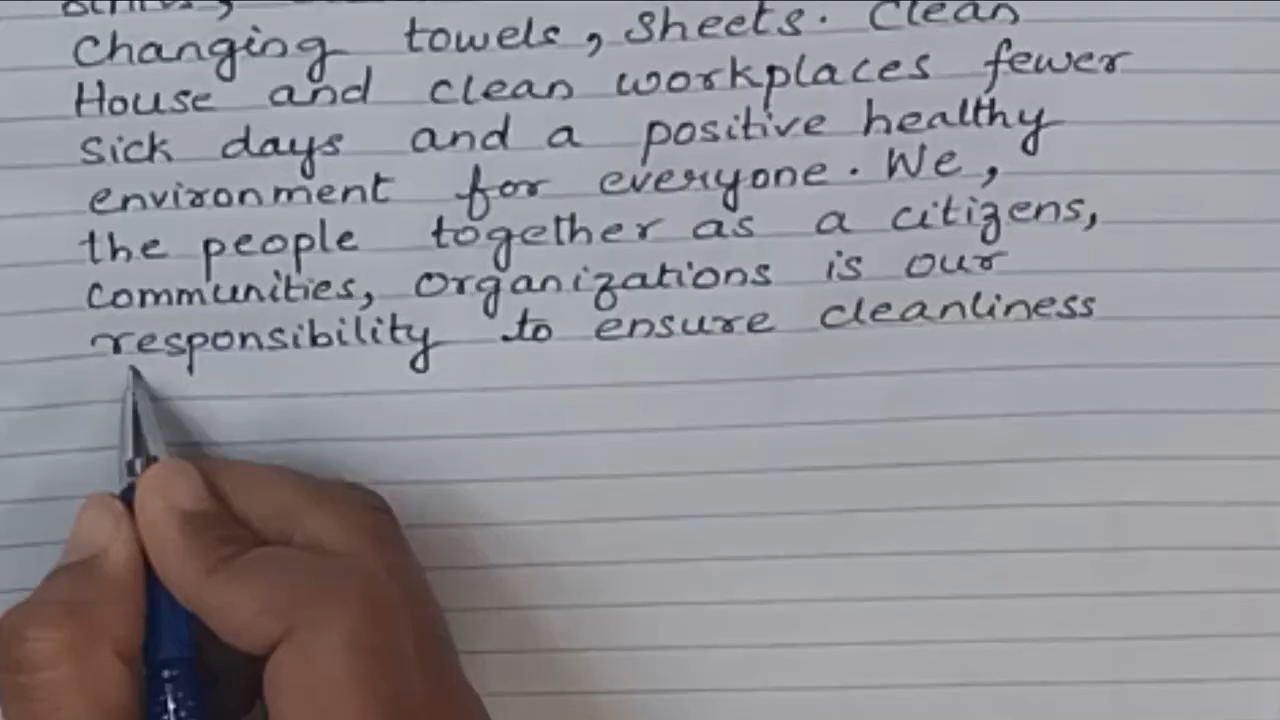 changing towels, sheets. Clean
House and clean workplaces fewer
sick days and a positive healthy
environment for everyone. We,
the people together as a citizens,
communities, organizations is our
responsibility to ensure cleanliness